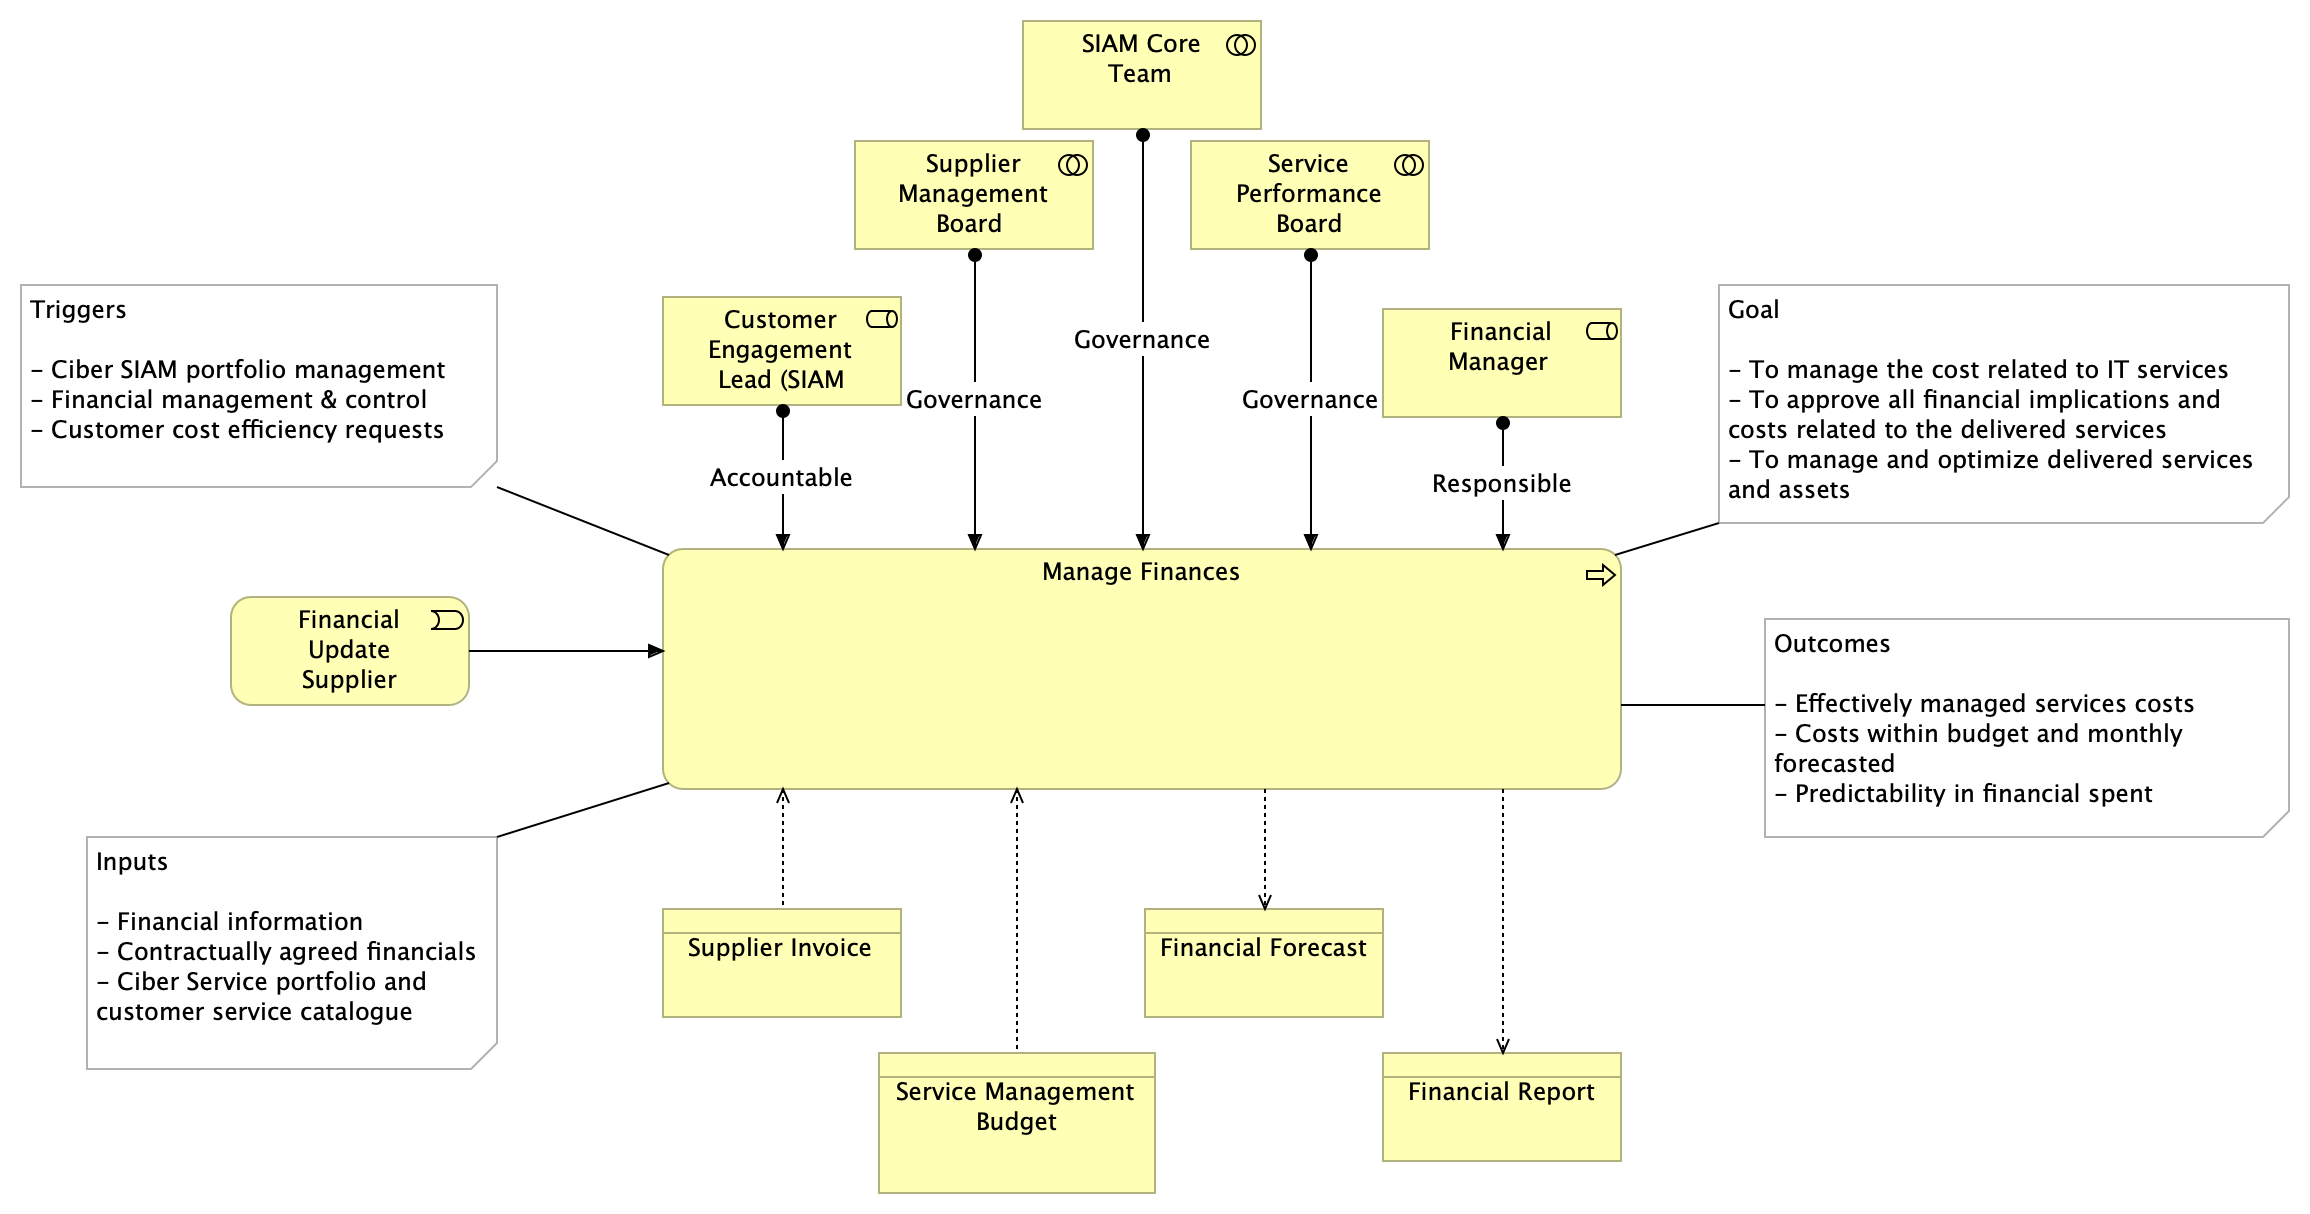 SIAM Core
Team
Supplier
Management
Board
Service
Performance
Board
Triggers
– Ciber SIAM portfolio management
– Financial management & control
– Customer cost efficiency requests
Customer
Engagement
Lead (SIAM
Financial
Manager
Goal
– To manage the cost related to IT services
– To approve all financial implications and
costs related to the delivered services
– To manage and optimize delivered services
and assets
Governance
Governance
Governance
Accountable
Responsible
Manage Finances
Financial
Update
Supplier
Outcomes
– Effectively managed services costs
– Costs within budget and monthly
forecasted
– Predictability in financial spent
Inputs
– Financial information
– Contractually agreed financials
– Ciber Service portfolio and
customer service catalogue
Supplier Invoice
Financial Forecast
Service Management
Budget
Financial Report